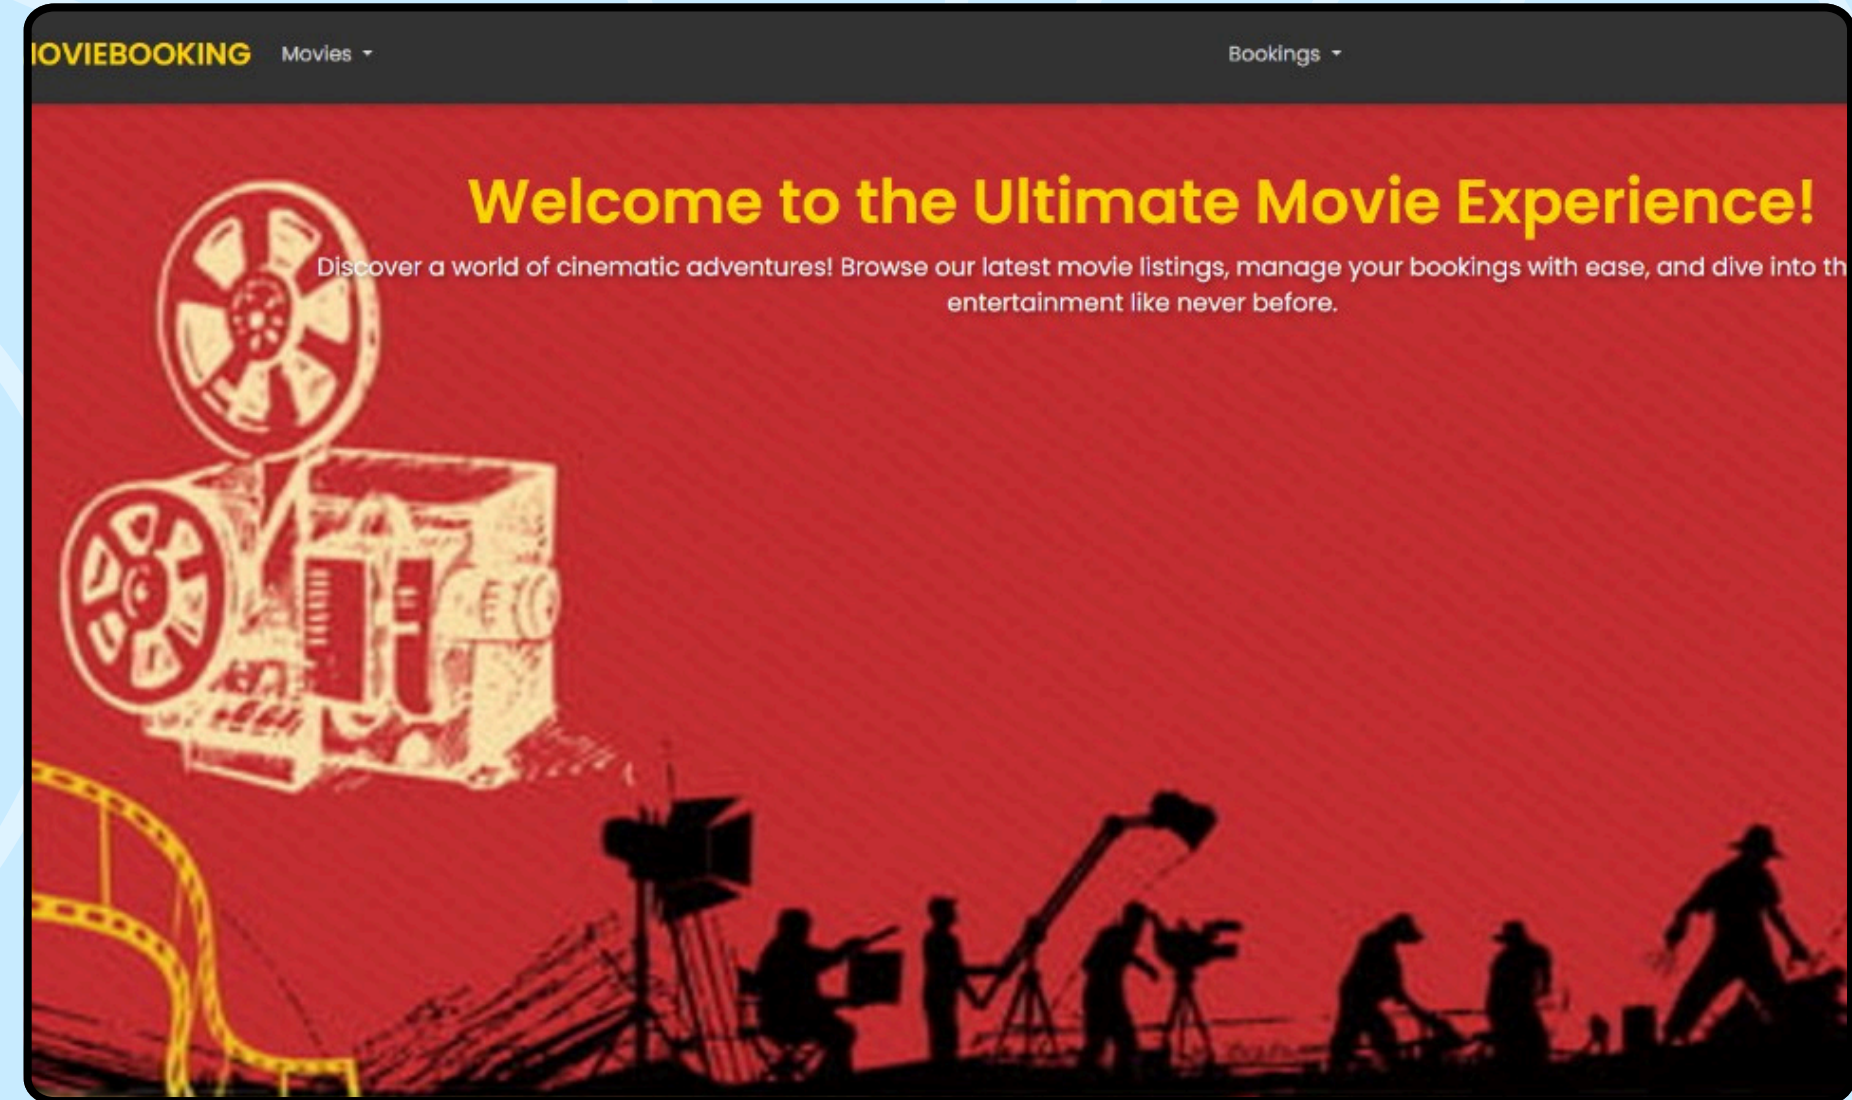 OVIEBOOKING Movies Bookings
Welcome to the Ultimate Movie Experience!
Discover a world of cinematic adventures! Browse our latest movie listings, manage your bookings with ease, and dive into th
entertainment like never before.